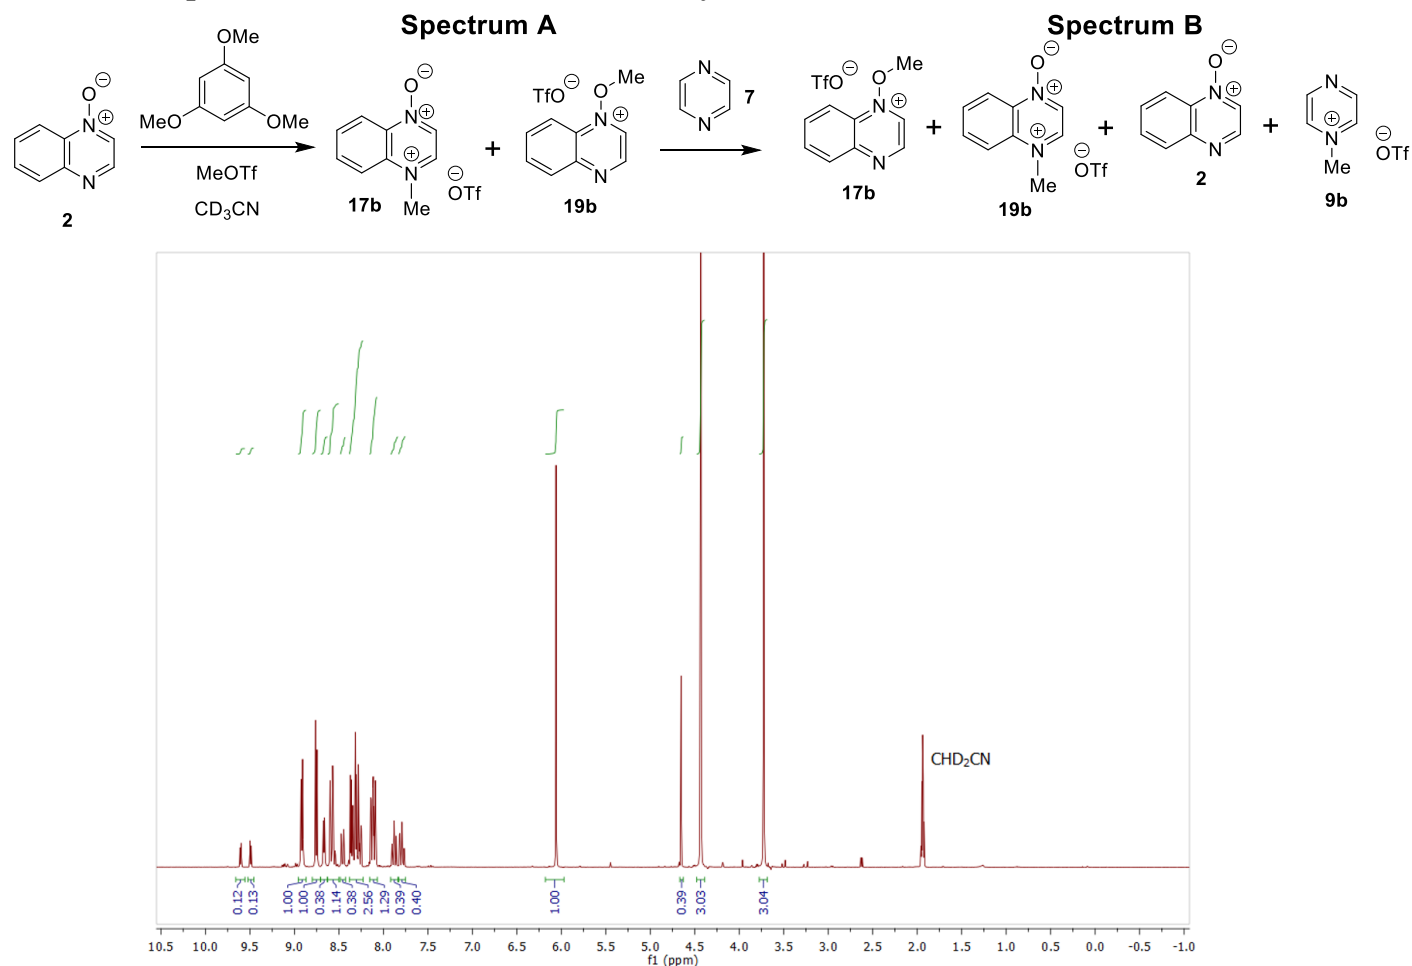 Spectrum A
Spectrum B
OMe
MeO
OMe
MeOTf
CD3CN
O⊖
N⊕
N
2
O⊖
N⊕
N⊕
Me
17b
⊖OTf
+
TfO⊖
O
Me
N⊕
N
19b
N
N
7
TfO⊖
O
Me
N⊕
N
17b
+
O⊖
N⊕
N⊕
Me
19b
⊖OTf
+
O⊖
N⊕
N
2
+
N
N⊕
Me
9b
⊖OTf
CHD2CN
0.12
0.13
1.00
1.00
0.38
1.14
0.38
2.56
1.29
0.39
0.40
1.00
0.39
3.03
3.04
10.5 10.0 9.5 9.0 8.5 8.0 7.5 7.0 6.5 6.0 5.5 5.0 4.5 4.0 3.5 3.0 2.5 2.0 1.5 1.0 0.5 0.0 -0.5 -1.0
f1 (ppm)